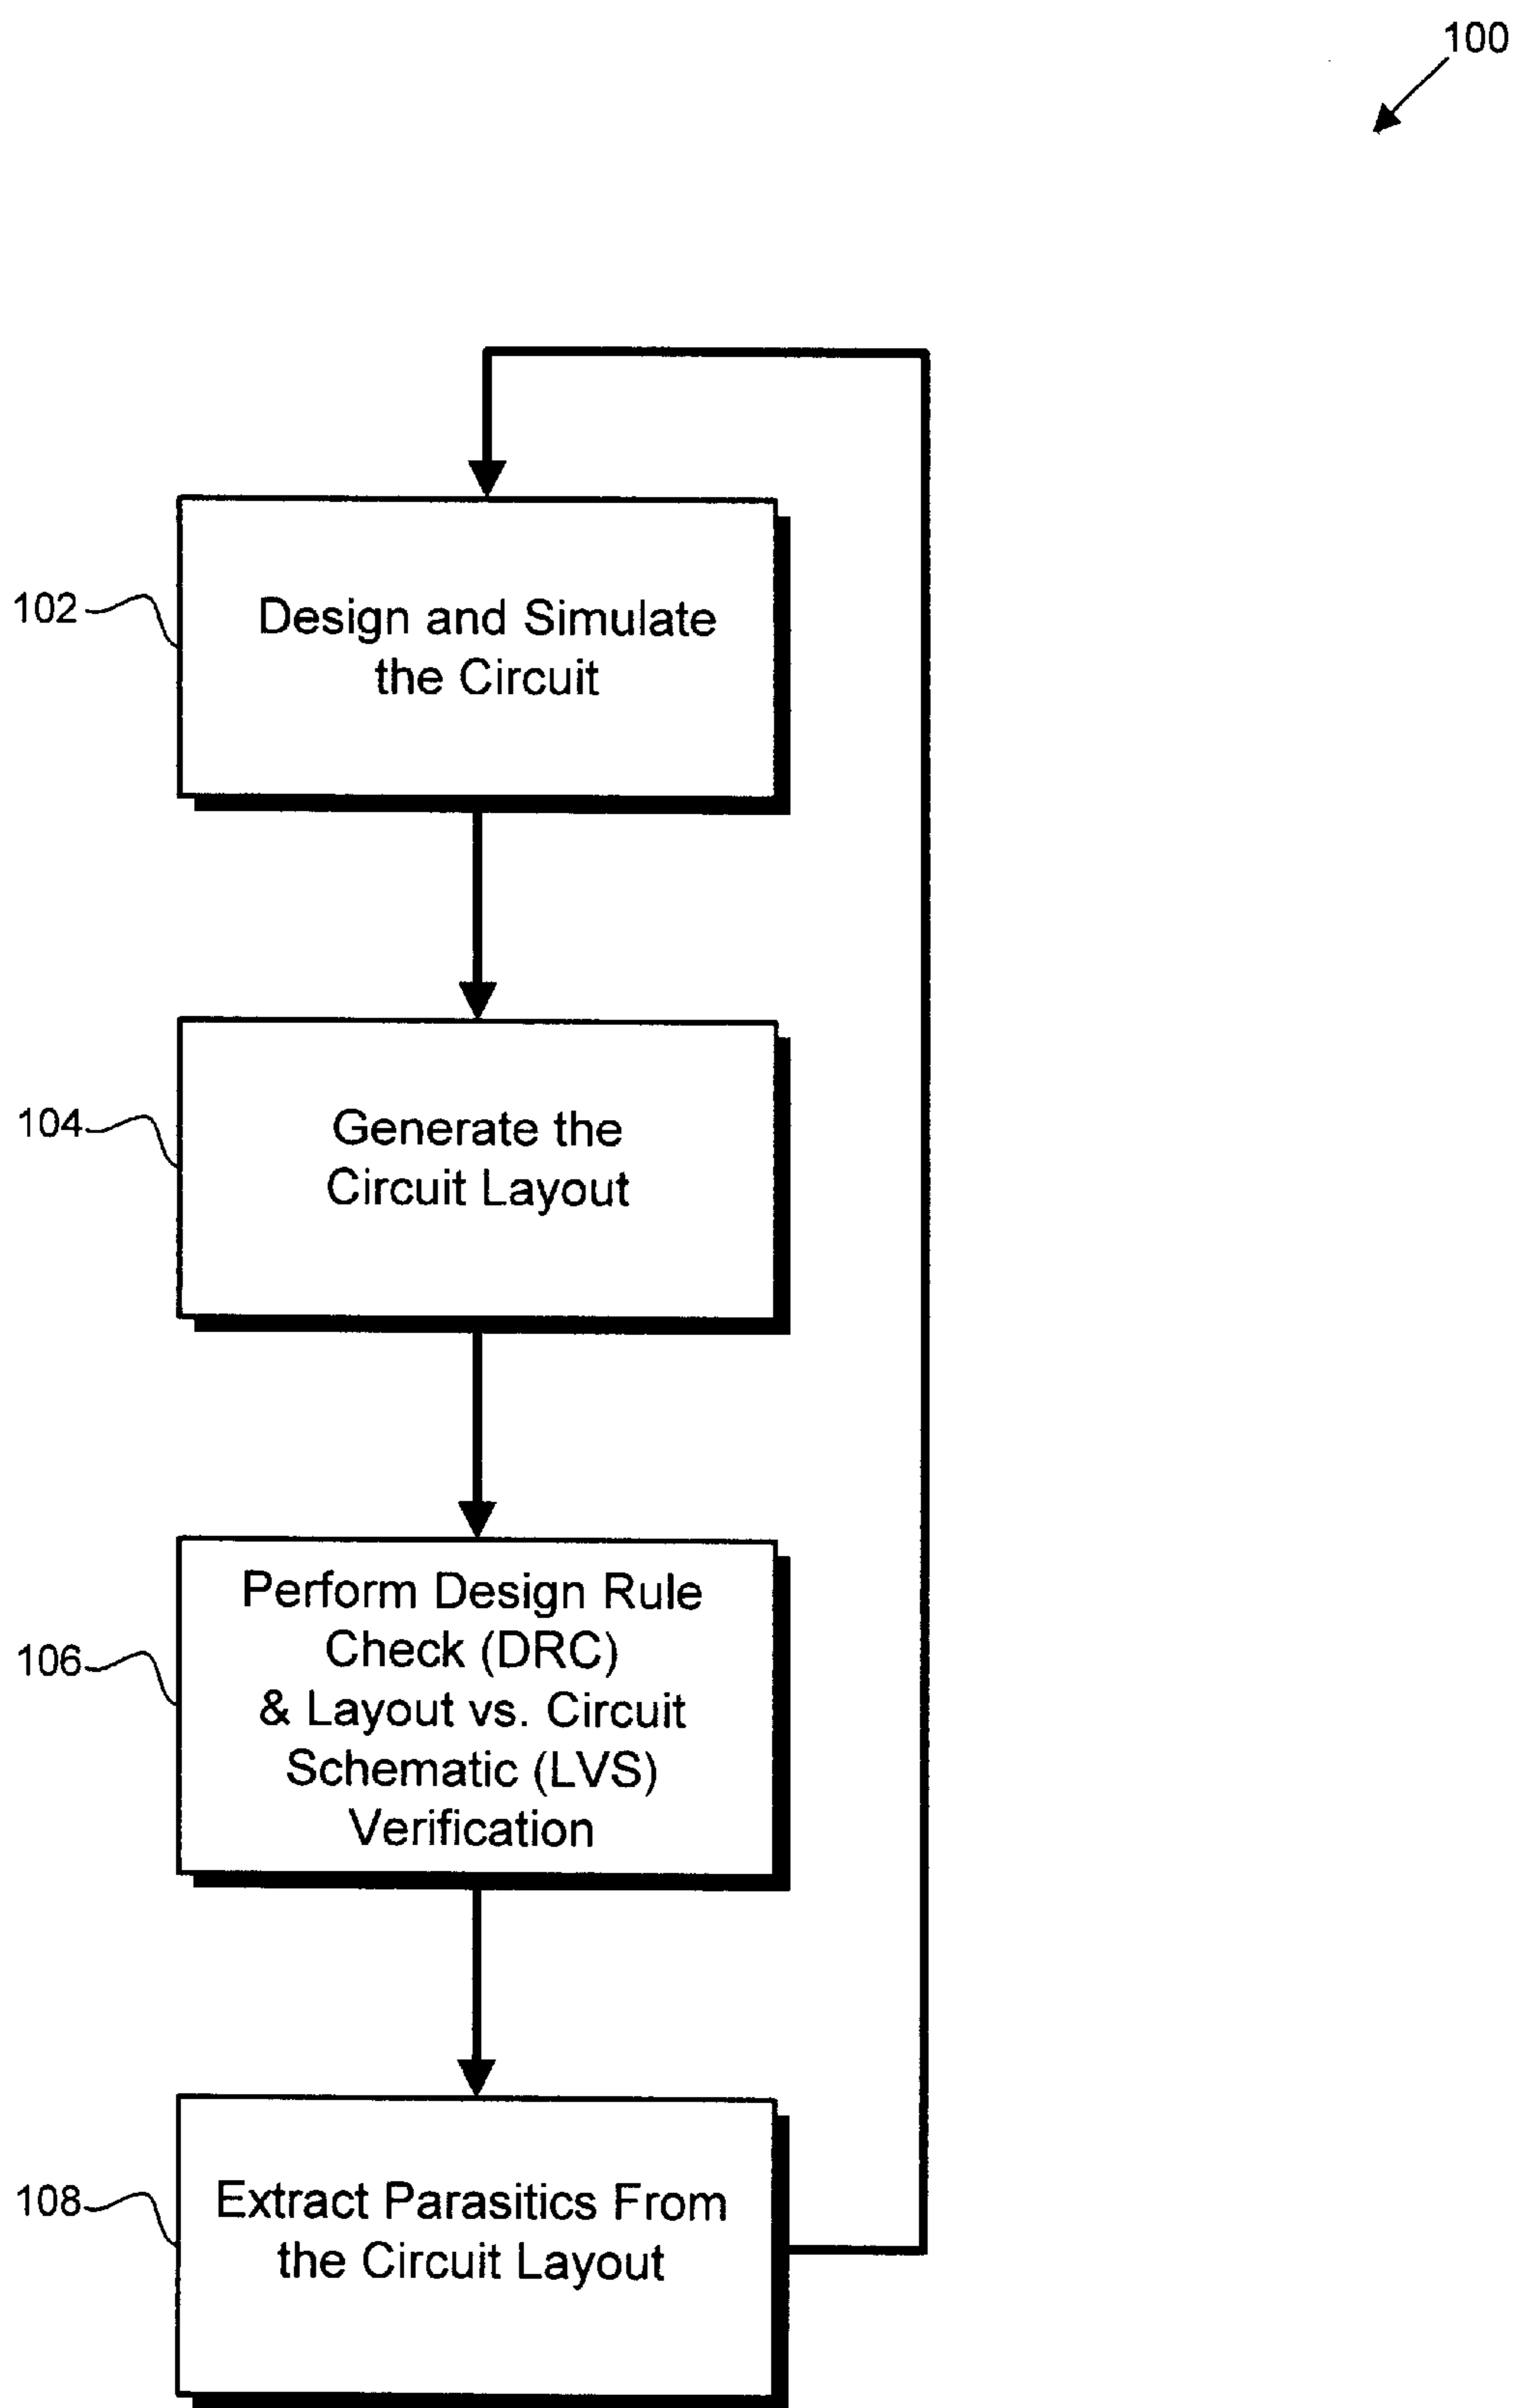 100
102
Design and Simulate
the Circuit
104
Generate the
Circuit Layout
106
Perform Design Rule
Check (DRC)
& Layout vs. Circuit
Schematic (LVS)
Verification
108
Extract Parasitics From
the Circuit Layout